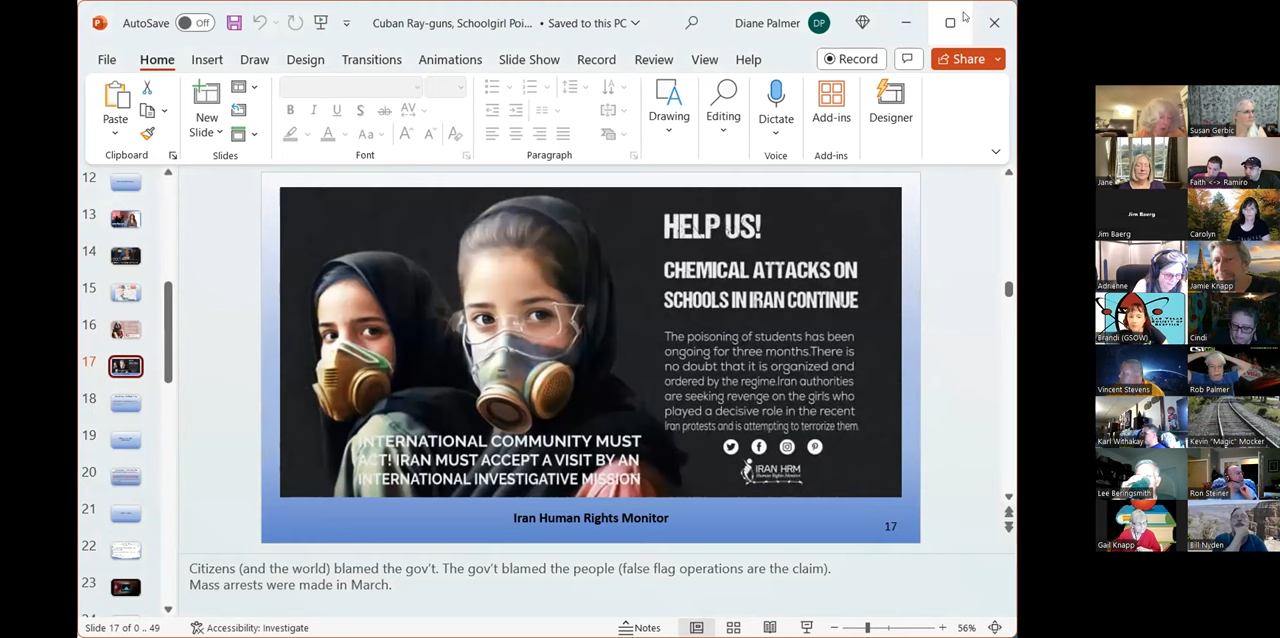 AutoSave
Off
Cuban Ray-guns, Schoolgirl Poi... • Saved to this PC
Diane Palmer
DP
File
Home
Insert
Draw
Design
Transitions
Animations
Slide Show
Record
Review
View
Help
Record
Share
Paste
Clipboard
New
Slide
Slides
B I U S ab AV
A Aa A A
Font
Paragraph
Drawing
Editing
Dictate
Voice
Add-ins
Add-ins
Designer
12
13
14
15
16
17
18
19
20
21
22
23
HELP US!
CHEMICAL ATTACKS ON
SCHOOLS IN IRAN CONTINUE
The poisoning of students has been
ongoing for three months.There is
no doubt that it is organized and
ordered by the regime.Iran authorities
are seeking revenge on the girls who
played a decisive role in the recent
Iran protests and is attempting to terrorize them.
IRAN HRM
Human Rights Monitor
INTERNATIONAL COMMUNITY MUST
ACT! IRAN MUST ACCEPT A VISIT BY AN
INTERNATIONAL INVESTIGATIVE MISSION
Iran Human Rights Monitor
17
Citizens (and the world) blamed the gov't. The gov't blamed the people (false flag operations are the claim).
Mass arrests were made in March.
Slide 17 of 0 .. 49
Accessibility: Investigate
Notes
56%
Susan Gerbic
Jane
Faith <-> Ramiro
Jim Baerg
Jim Baerg
Carolyn
Adrienne
Jamie Knapp
Brandi (GSOW)
Cindi
Vincent Stevens
Rob Palmer
Karl Withakay
Kevin "Magic" Mocker
Lee Beringsmith
Ron Steiner
Gail Knapp
Bill Nyden